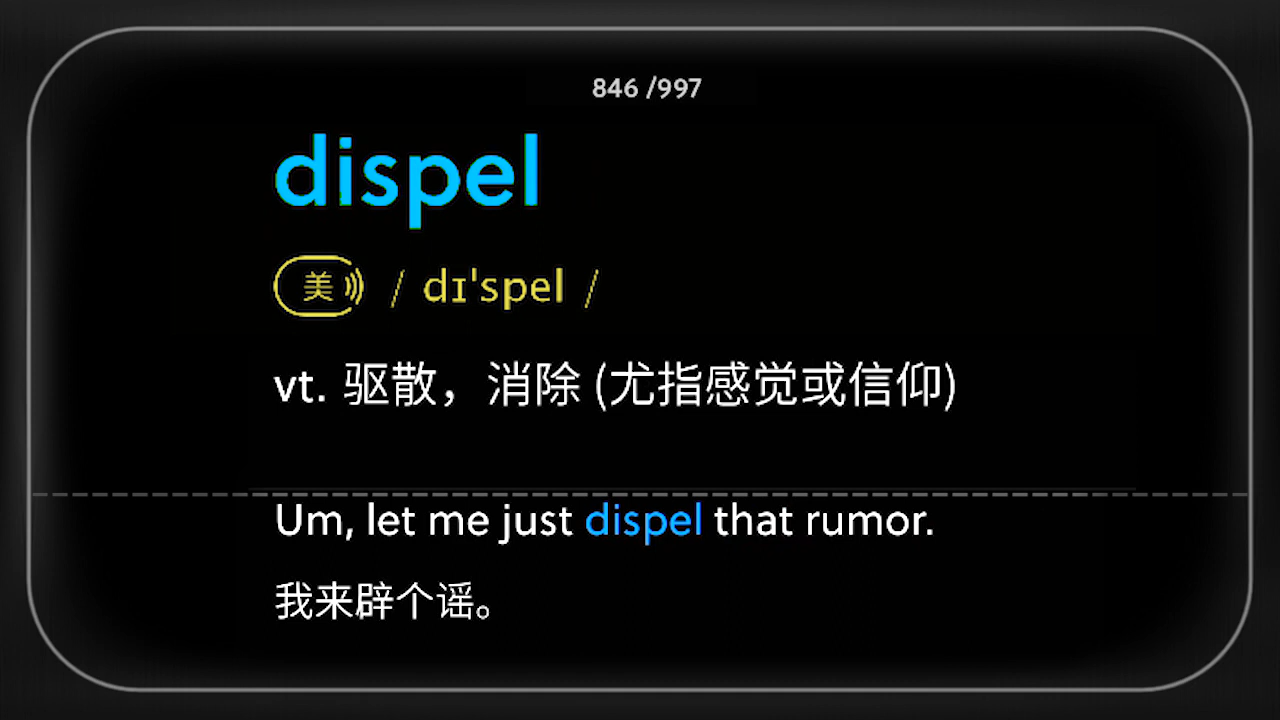 846 /997
dispel
美 / dɪ'spel /
vt. 驱散，消除 (尤指感觉或信仰)
Um, let me just dispel that rumor.
我来辟个谣。